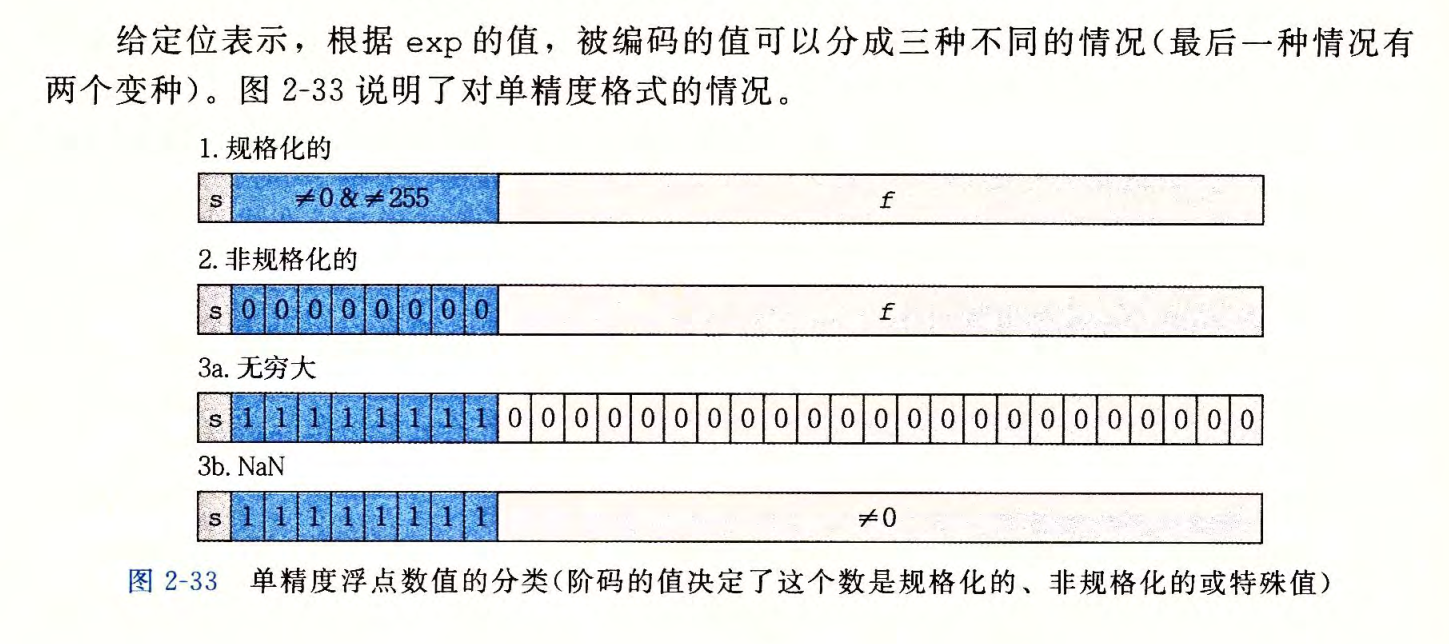 给定位表示，根据 exp 的值，被编码的值可以分成三种不同的情况(最后一种情况有
两个变种)。图 2-33 说明了对单精度格式的情况。
1. 规格化的
s ≠0 & ≠255 f
2. 非规格化的
s 0 0 0 0 0 0 0 0 f
3a. 无穷大
s 1 1 1 1 1 1 1 1 0 0 0 0 0 0 0 0 0 0 0 0 0 0 0 0 0 0 0 0 0 0 0
3b. NaN
s 1 1 1 1 1 1 1 1 ≠0
图 2-33 单精度浮点数值的分类(阶码的值决定了这个数是规格化的、非规格化的或特殊值)